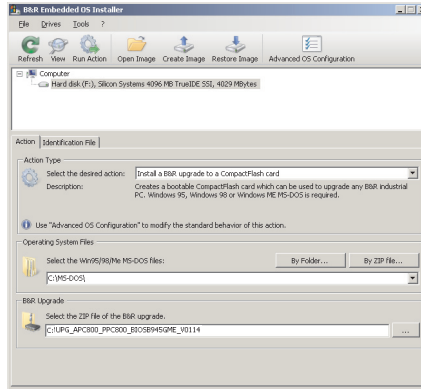 B&R Embedded OS Installer
File Drives Tools ?
Refresh View Run Action Open Image Create Image Restore Image Advanced OS Configuration
Computer
Hard disk (F:), Silicon Systems 4096 MB TrueIDE SSI, 4029 MBytes
Action Identification File
Action Type
Select the desired action: Install a B&R upgrade to a CompactFlash card
Description: Creates a bootable CompactFlash card which can be used to upgrade any B&R industrial
PC. Windows 95, Windows 98 or Windows ME MS-DOS is required.
Use "Advanced OS Configuration" to modify the standard behavior of this action.
Operating System Files
Select the Win95/98/Me MS-DOS files: By Folder... By ZIP file...
C:\MS-DOS\
B&R Upgrade
Select the ZIP file of the B&R upgrade.
C:\UPG_APC800_PPC800_BIOSB945GME_V0114 ...